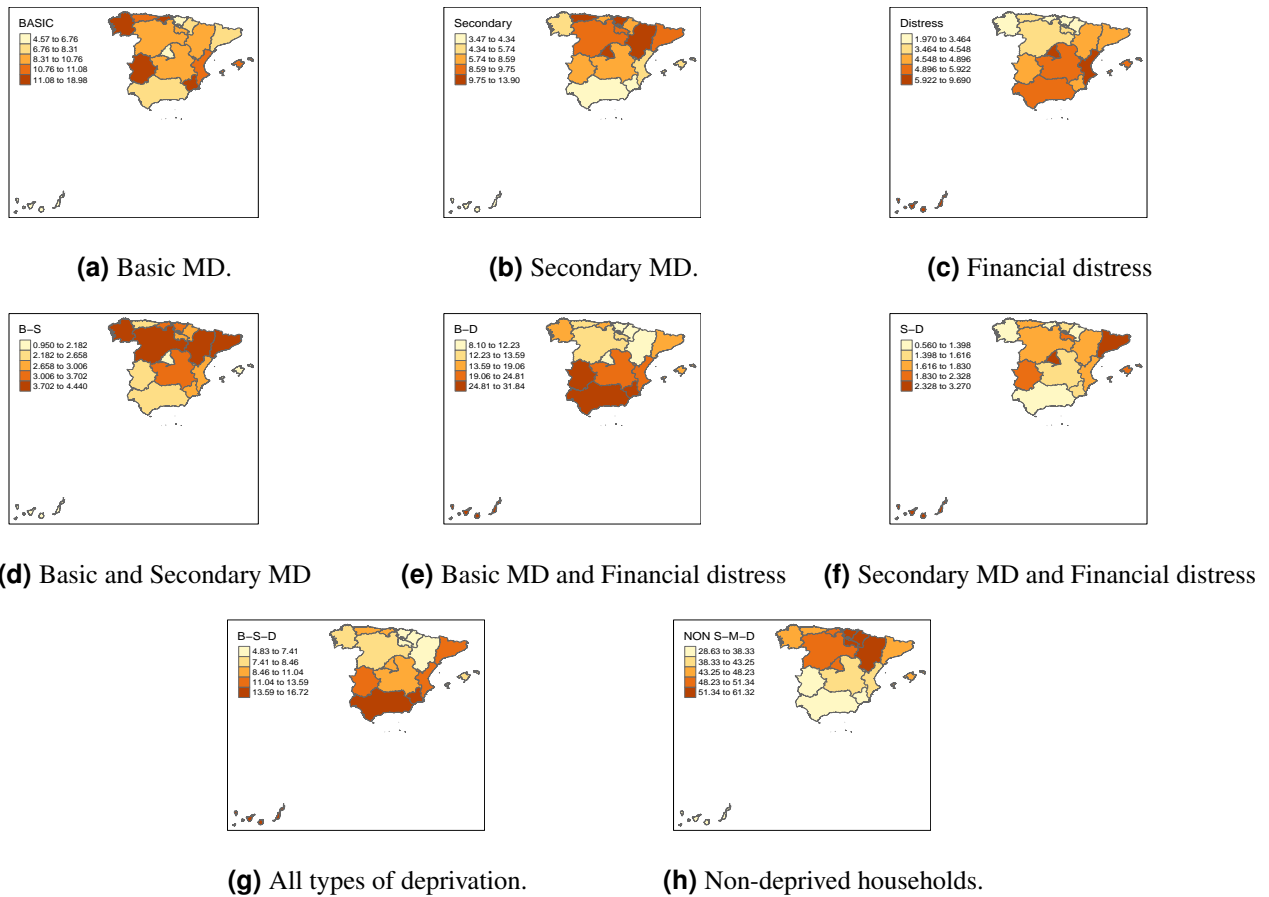 BASIC
4.57 to 6.76
6.76 to 8.31
8.31 to 10.76
10.76 to 11.08
11.08 to 18.98
(a) Basic MD.
Secondary
3.47 to 4.34
4.34 to 5.74
5.74 to 8.59
8.59 to 9.75
9.75 to 13.90
(b) Secondary MD.
Distress
1.970 to 3.464
3.464 to 4.548
4.548 to 4.896
4.896 to 5.922
5.922 to 9.690
(c) Financial distress
B−S
0.950 to 2.182
2.182 to 2.658
2.658 to 3.006
3.006 to 3.702
3.702 to 4.440
(d) Basic and Secondary MD
B−D
8.10 to 12.23
12.23 to 13.59
13.59 to 19.06
19.06 to 24.81
24.81 to 31.84
(e) Basic MD and Financial distress
S−D
0.560 to 1.398
1.398 to 1.616
1.616 to 1.830
1.830 to 2.328
2.328 to 3.270
(f) Secondary MD and Financial distress
B−S−D
4.83 to 7.41
7.41 to 8.46
8.46 to 11.04
11.04 to 13.59
13.59 to 16.72
(g) All types of deprivation.
NON S−M−D
28.63 to 38.33
38.33 to 43.25
43.25 to 48.23
48.23 to 51.34
51.34 to 61.32
(h) Non-deprived households.